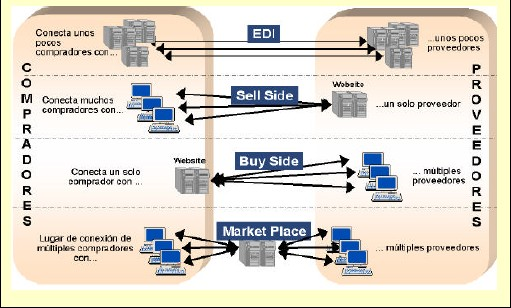 COMPRADORES
PROVEEDORES
Conecta unos
pocos
compradores con...
EDI
...unos pocos
proveedores
Conecta muchos
compradores con...
Sell Side
Website
...un solo proveedor
Conecta un solo
comprador con ...
Website
Buy Side
... múltiples
proveedores
Lugar de conexión de
múltiples compradores
con...
Market Place
... múltiples proveedores